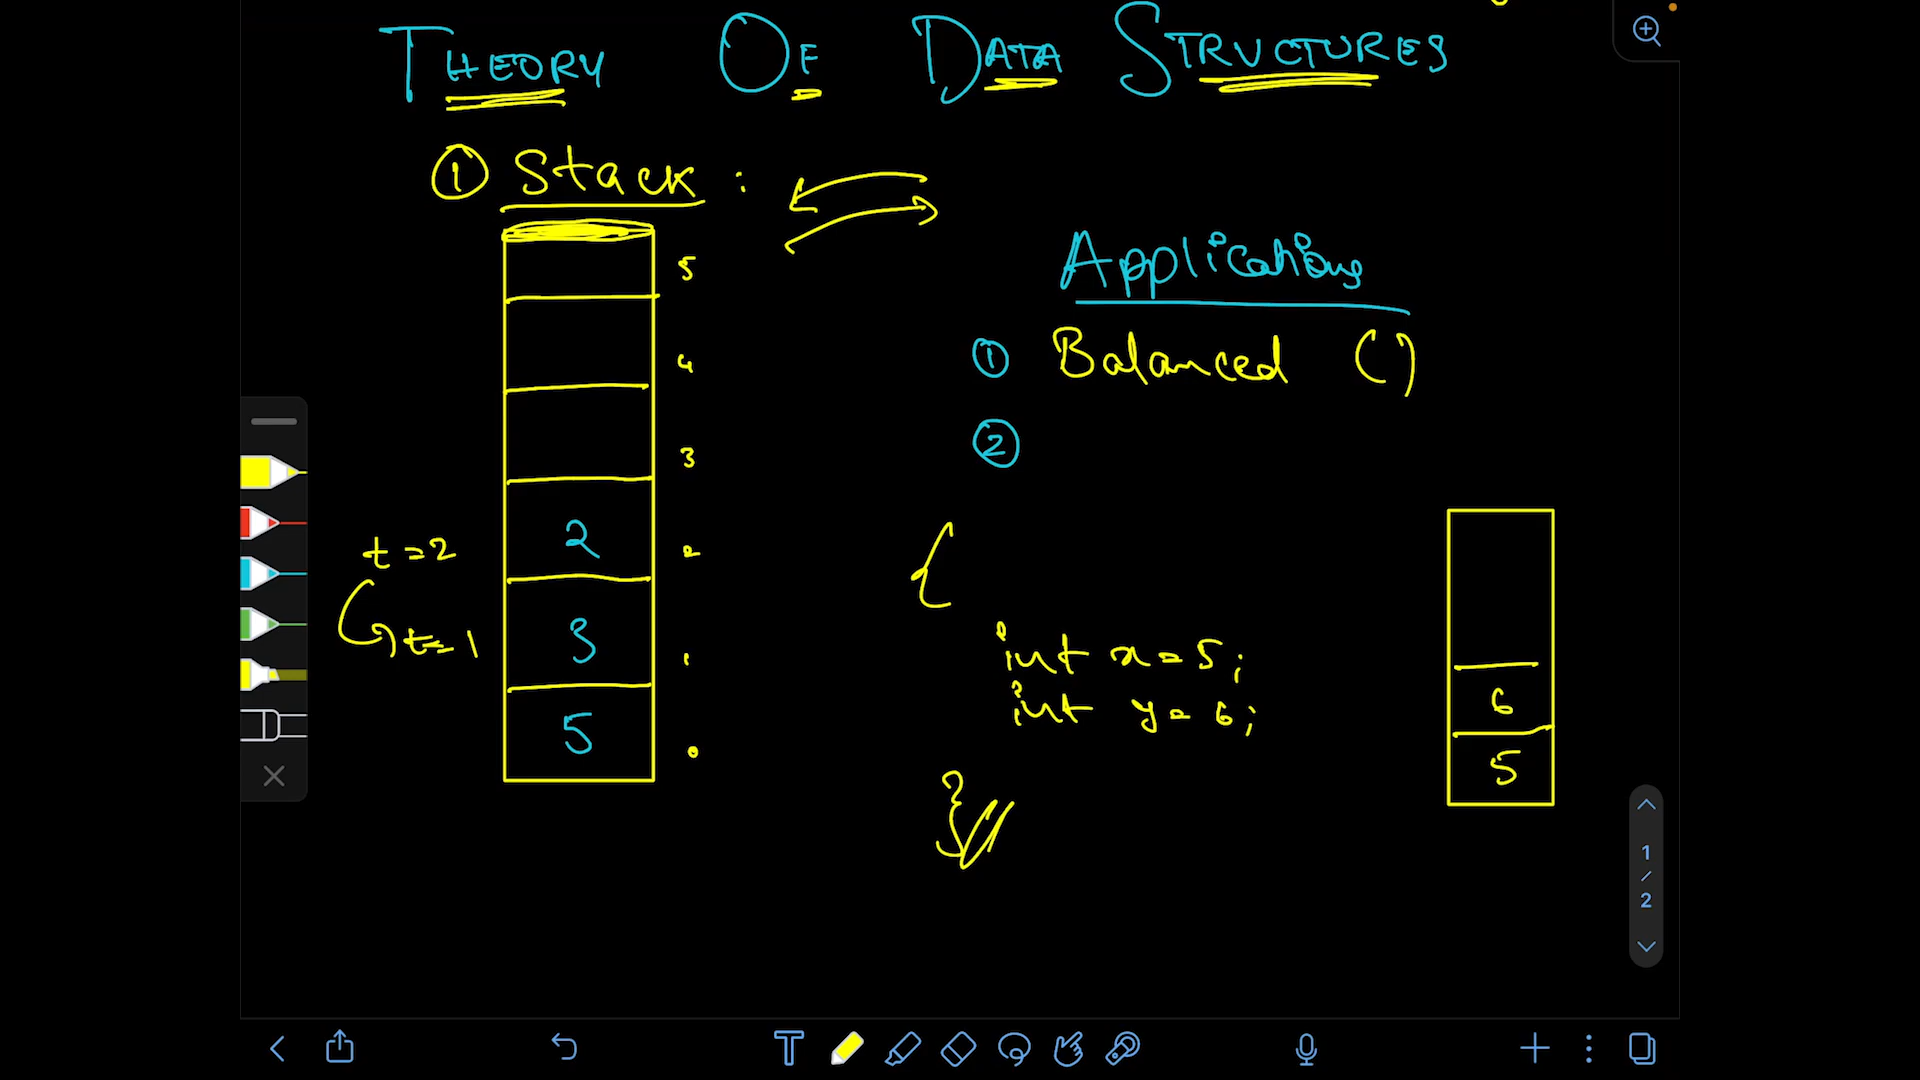 THEORY OF DATA STRUCTURES
① Stack :
5
4
3
2
1
0
2
3
5
t = 2
t = 1
Applications
① Balanced ( )
②
{
int x = 5;
int y = 6;
}
6
5
1
/
2
T